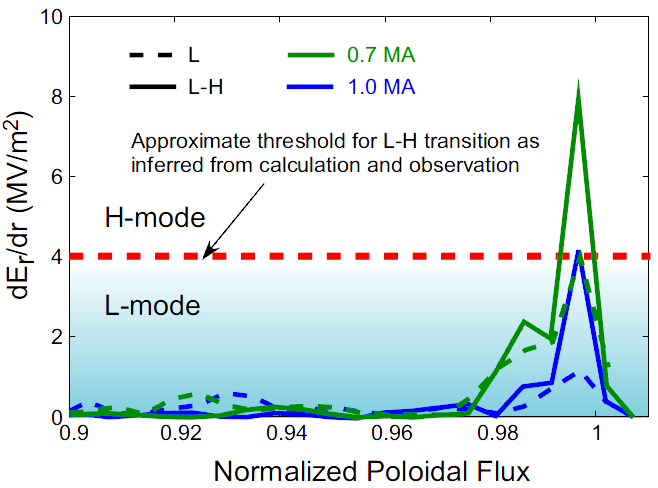 10
8
6
4
2
0
dEr/dr (MV/m²)
L
L-H
0.7 MA
1.0 MA
Approximate threshold for L-H transition as
inferred from calculation and observation
H-mode
L-mode
0.9
0.92
0.94
0.96
0.98
1
Normalized Poloidal Flux